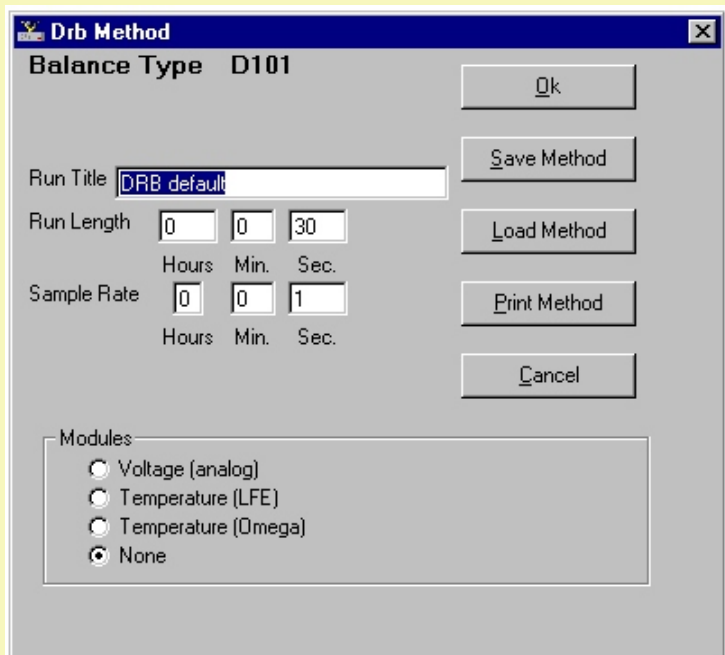 Drb Method
Balance Type D101
Ok
Save Method
Run Title DRB default
Run Length 0 0 30
Load Method
Hours Min. Sec.
Sample Rate 0 0 1
Print Method
Hours Min. Sec.
Cancel
Modules
Voltage (analog)
Temperature (LFE)
Temperature (Omega)
None